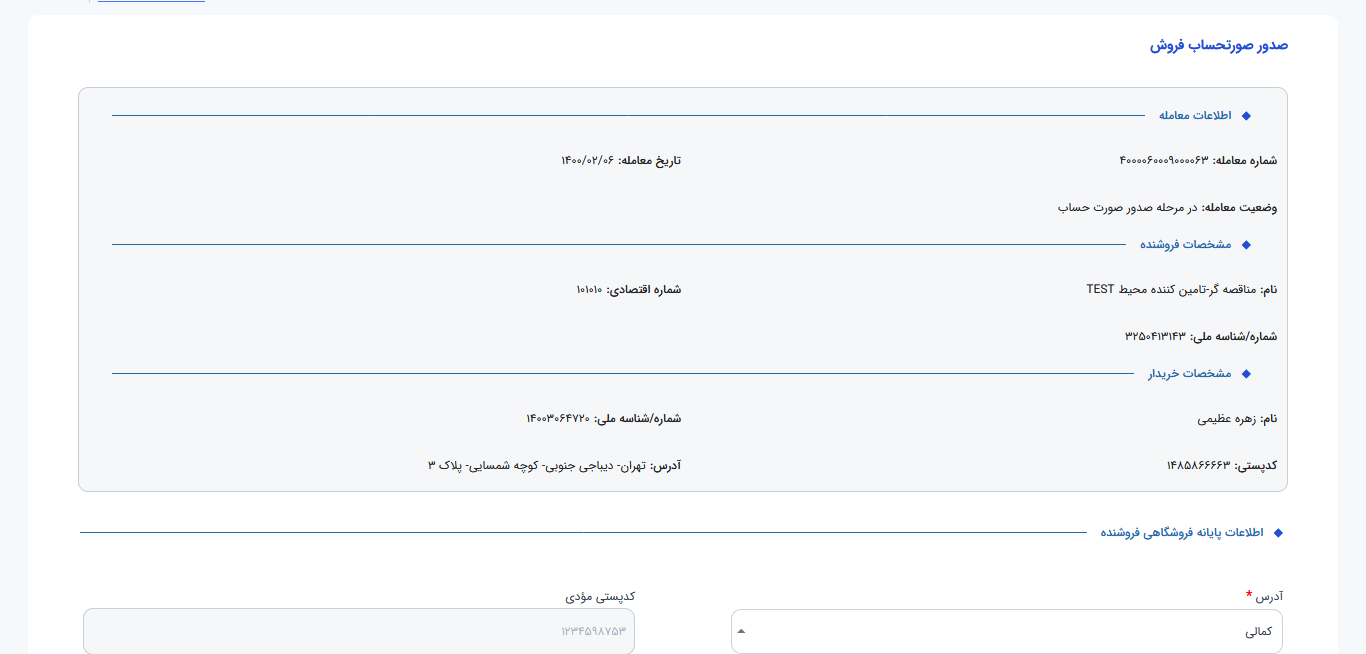 صدور صورتحساب فروش
اطلاعات معامله
شماره معامله: ۴۰۰۰۰۶۰۰۰۹۰۰۰۰۶۳ تاریخ معامله: ۱۴۰۰/۰۲/۰۶
وضعیت معامله: در مرحله صدور صورت حساب
مشخصات فروشنده
نام: مناقصه گر-تامین کننده محیط TEST شماره اقتصادی: ۱۰۱۰۱۰
شماره/شناسه ملی: ۳۲۵۰۴۱۳۱۴۳
مشخصات خریدار
نام: زهره عظیمی شماره/شناسه ملی: ۱۴۰۰۳۰۶۴۷۲۰
کدپستی: ۱۴۸۵۸۶۶۶۶۳ آدرس: تهران- دیباجی جنوبی- کوچه شمسایی- پلاک ۳
اطلاعات پایانه فروشگاهی فروشنده
آدرس * کدپستی مؤدی
کمالی ۱۲۳۴۵۹۸۷۵۳